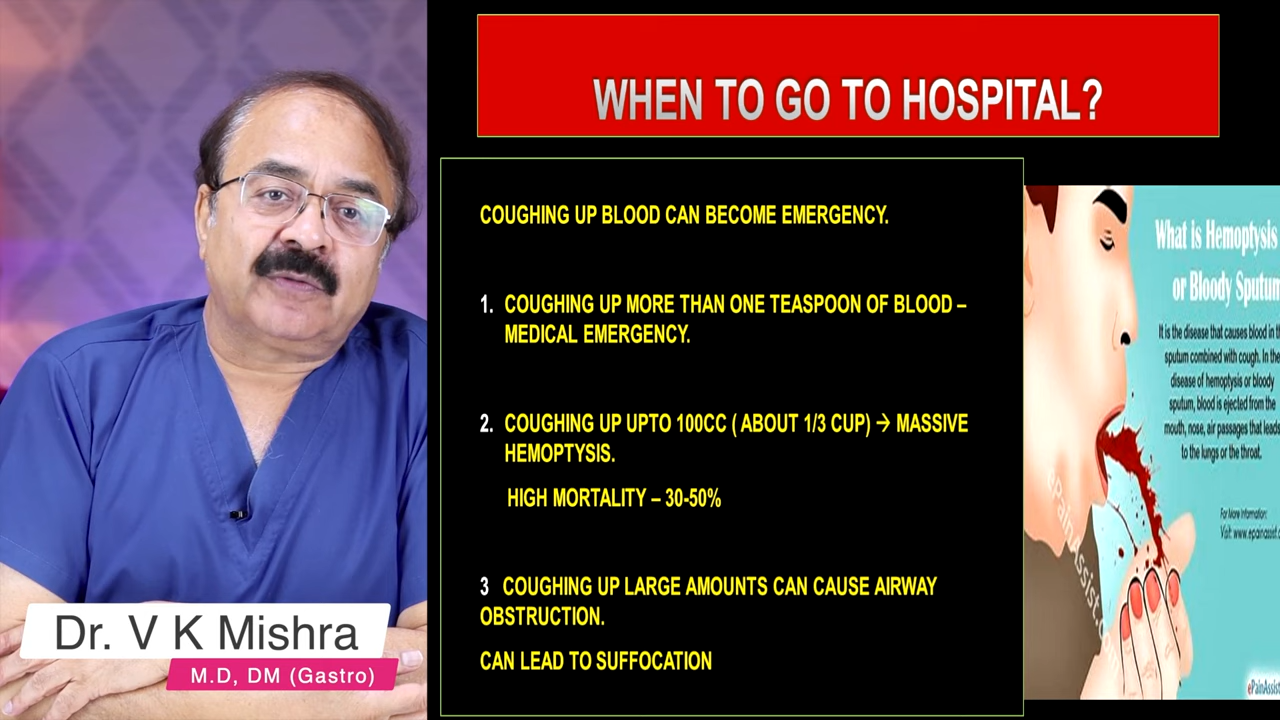 WHEN TO GO TO HOSPITAL?
COUGHING UP BLOOD CAN BECOME EMERGENCY.
1. COUGHING UP MORE THAN ONE TEASPOON OF BLOOD –
MEDICAL EMERGENCY.
2. COUGHING UP UPTO 100CC ( ABOUT 1/3 CUP) → MASSIVE
HEMOPTYSIS.
HIGH MORTALITY – 30-50%
3 COUGHING UP LARGE AMOUNTS CAN CAUSE AIRWAY
OBSTRUCTION.
CAN LEAD TO SUFFOCATION
What is Hemoptysis
or Bloody Sputum
It is the disease that causes blood in
sputum combined with cough. In the
disease of hemoptysis or bloody
sputum, blood is ejected from the
mouth, nose, air passages that leads
to the lungs or the throat.
For More Information:
Visit: www.epainassist.
ePainAssist.
ePainAssist
Dr. V K Mishra
M.D, DM (Gastro)